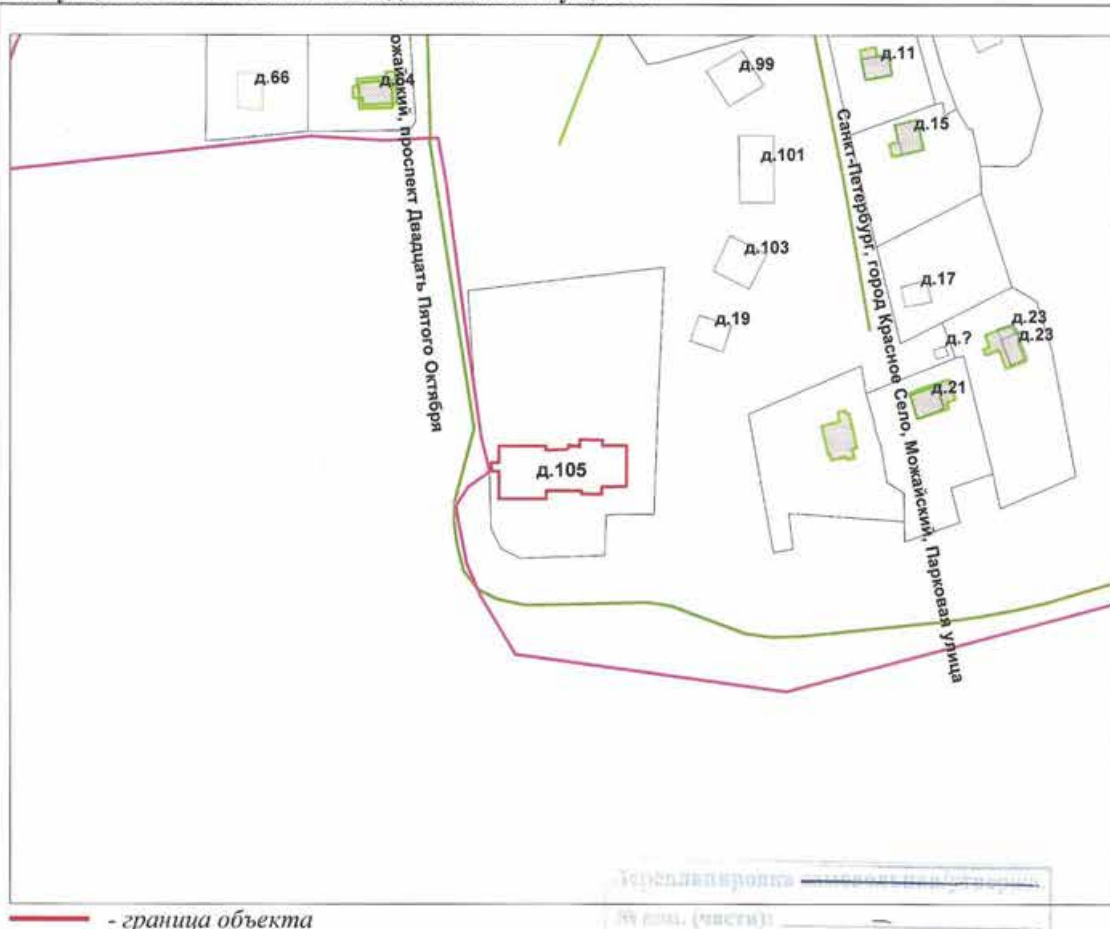 д.66
д.64
ожайский, проспект Двадцать Пятого Октября
д.99
д.11
д.15
д.101
Санкт-Петербург, город Красное Село, Можайский, Парковая улица
д.103
д.17
д.19
д.?
д.23
д.23
д.21
д.105
- граница объекта